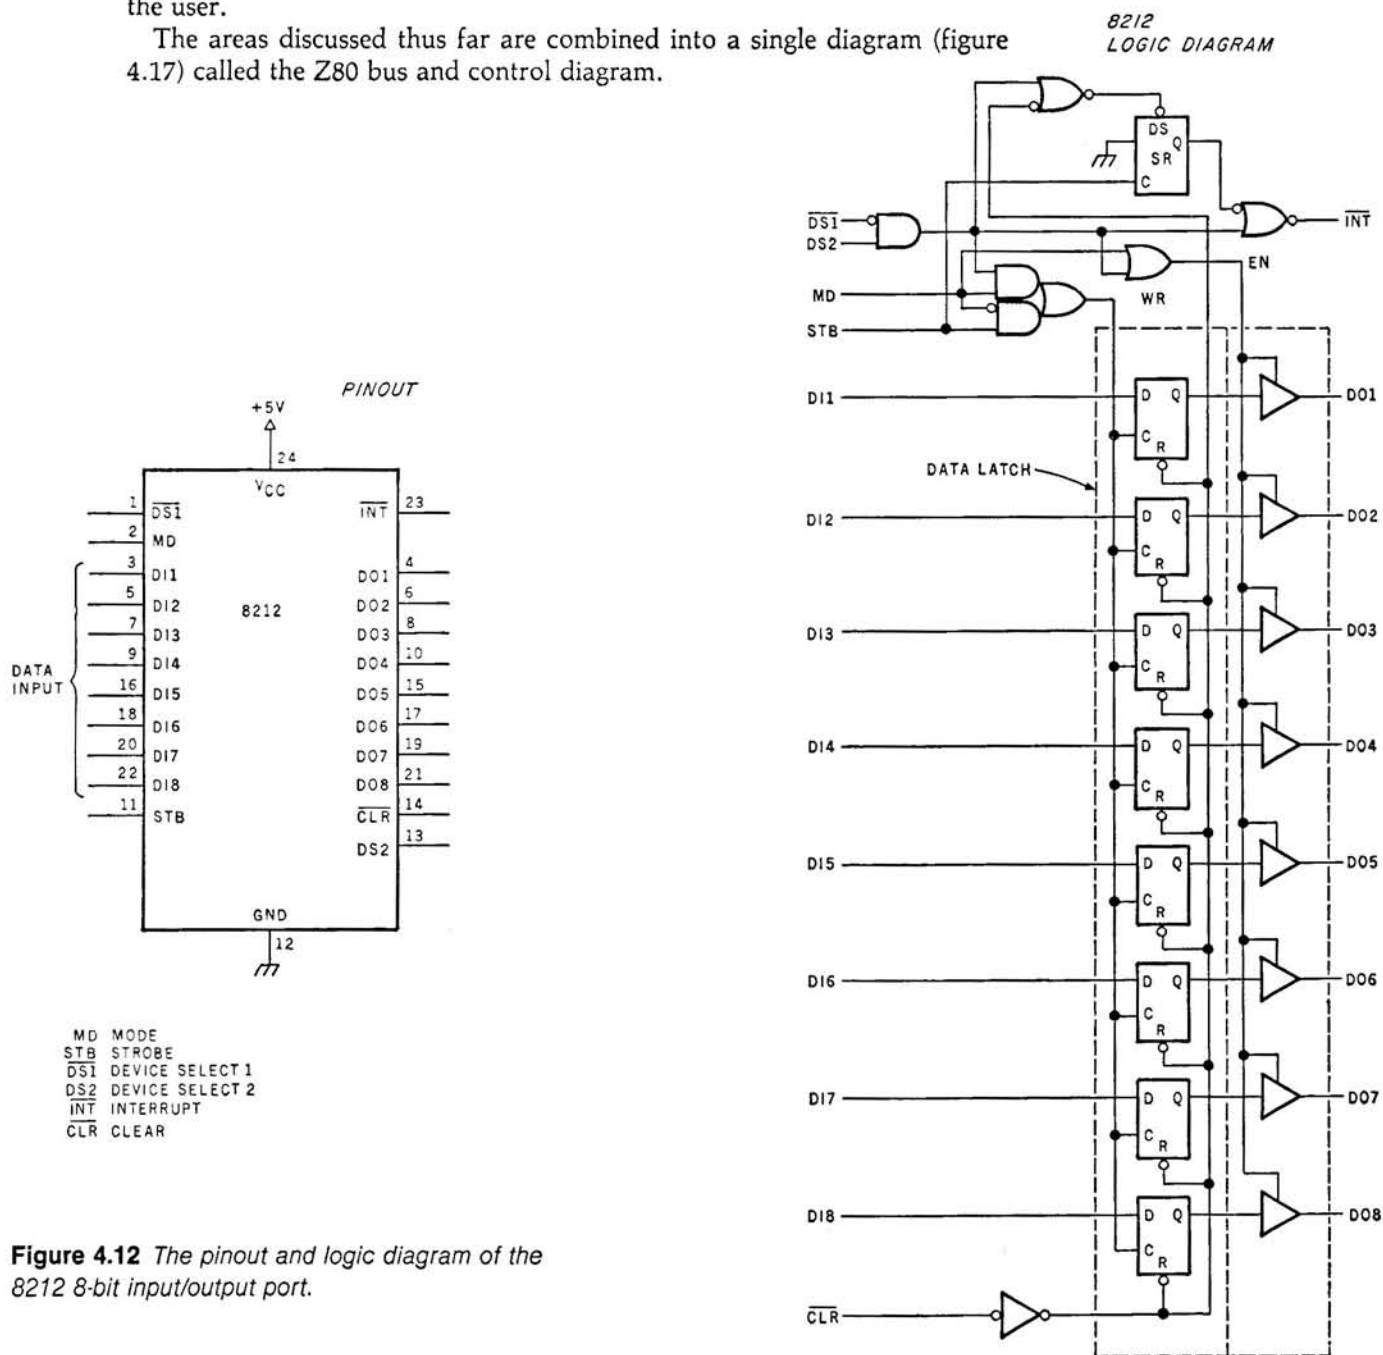 the user.
The areas discussed thus far are combined into a single diagram (figure
4.17) called the Z80 bus and control diagram.
PINOUT
+5V
24
VCC
1 DS1
2 MD
3 DI1
5 DI2
7 DI3
9 DI4
16 DI5
18 DI6
20 DI7
22 DI8
11 STB
DATA
INPUT
8212
INT 23
DO1 4
DO2 6
DO3 8
DO4 10
DO5 15
DO6 17
DO7 19
DO8 21
CLR 14
DS2 13
GND
12
MD MODE
STB STROBE
DS1 DEVICE SELECT 1
DS2 DEVICE SELECT 2
INT INTERRUPT
CLR CLEAR
Figure 4.12 The pinout and logic diagram of the
8212 8-bit input/output port.
8212
LOGIC DIAGRAM
DS Q
SR
C
DS1
DS2
INT
EN
MD
WR
STB
DI1 D Q DO1
C
R
DATA LATCH
DI2 D Q DO2
C
R
DI3 D Q DO3
C
R
DI4 D Q DO4
C
R
DI5 D Q DO5
C
R
DI6 D Q DO6
C
R
DI7 D Q DO7
C
R
DI8 D Q DO8
C
R
CLR